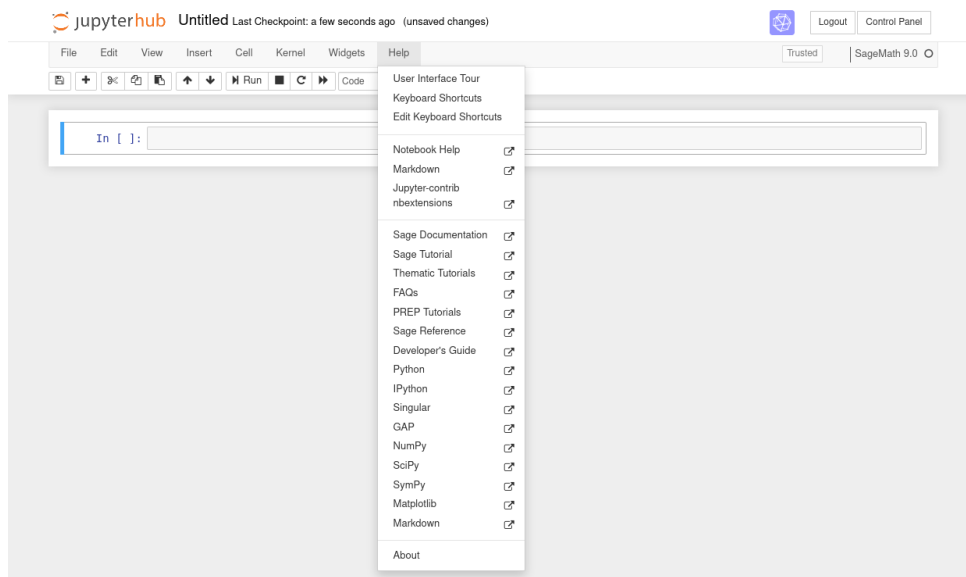 jupyterhub Untitled Last Checkpoint: a few seconds ago (unsaved changes) Logout Control Panel
File Edit View Insert Cell Kernel Widgets Help Trusted SageMath 9.0
Run Code
User Interface Tour
Keyboard Shortcuts
Edit Keyboard Shortcuts
In [ ]:
Notebook Help
Markdown
Jupyter-contrib
nbextensions
Sage Documentation
Sage Tutorial
Thematic Tutorials
FAQs
PREP Tutorials
Sage Reference
Developer's Guide
Python
IPython
Singular
GAP
NumPy
SciPy
SymPy
Matplotlib
Markdown
About